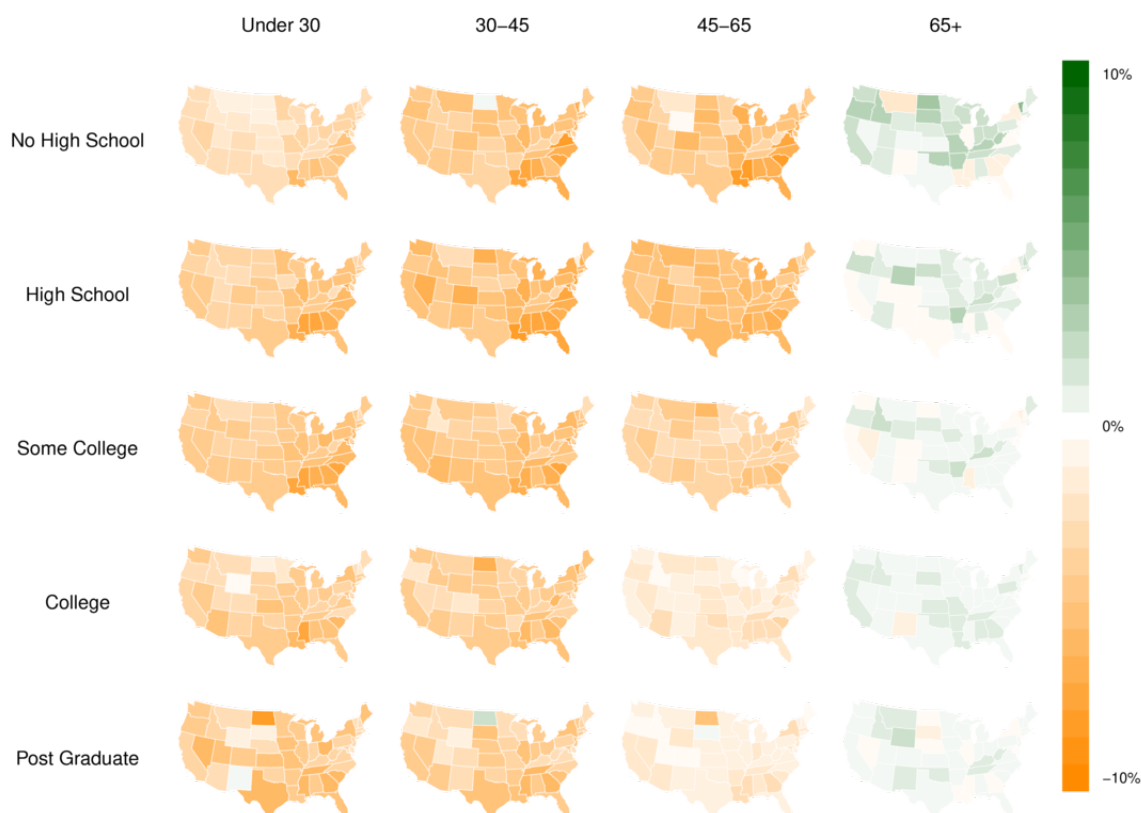 Under 30 30–45 45–65 65+
10%
No High School
High School
0%
Some College
College
Post Graduate
−10%